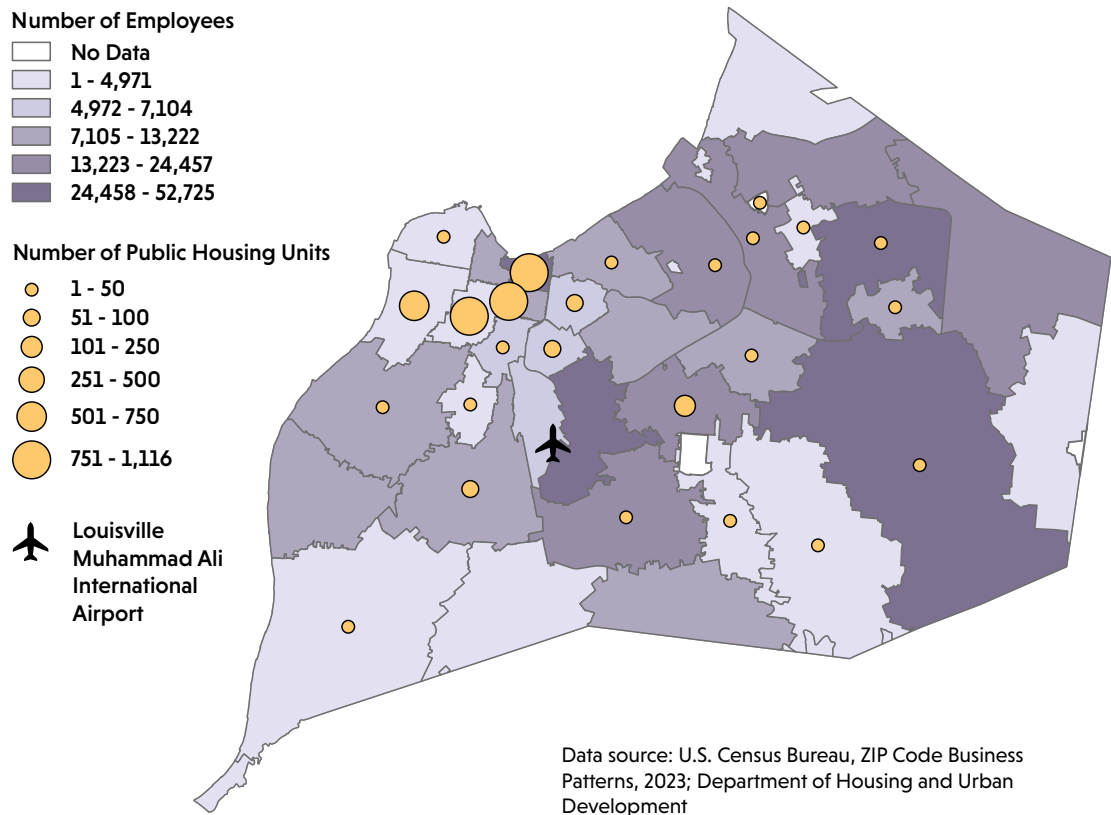 Number of Employees
No Data
1 - 4,971
4,972 - 7,104
7,105 - 13,222
13,223 - 24,457
24,458 - 52,725
Number of Public Housing Units
1 - 50
51 - 100
101 - 250
251 - 500
501 - 750
751 - 1,116
Louisville
Muhammad Ali
International
Airport
Data source: U.S. Census Bureau, ZIP Code Business
Patterns, 2023; Department of Housing and Urban
Development